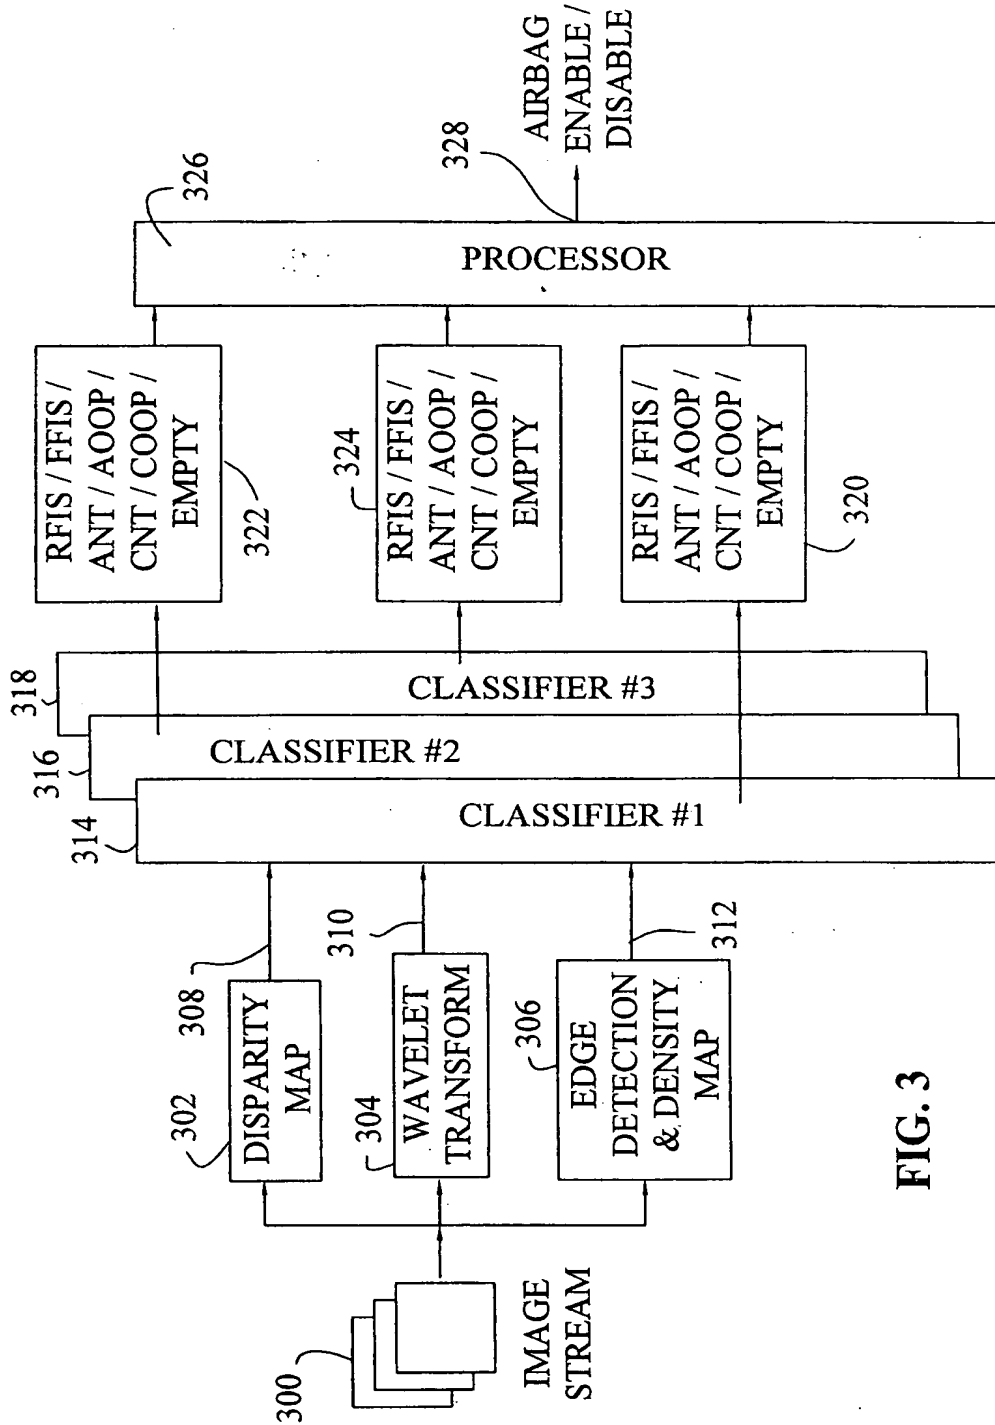 300
IMAGE
STREAM
302
DISPARITY
MAP
308
304
WAVELET
TRANSFORM
310
306
EDGE
DETECTION
& DENSITY
MAP
312
314
316
318
CLASSIFIER #1
CLASSIFIER #2
CLASSIFIER #3
RFIS / FFIS /
ANT / AOOP /
CNT / COOP /
EMPTY
322
324
RFIS / FFIS /
ANT / AOOP /
CNT / COOP /
EMPTY
RFIS / FFIS /
ANT / AOOP /
CNT / COOP /
EMPTY
320
326
PROCESSOR
328
AIRBAG
ENABLE /
DISABLE
FIG. 3